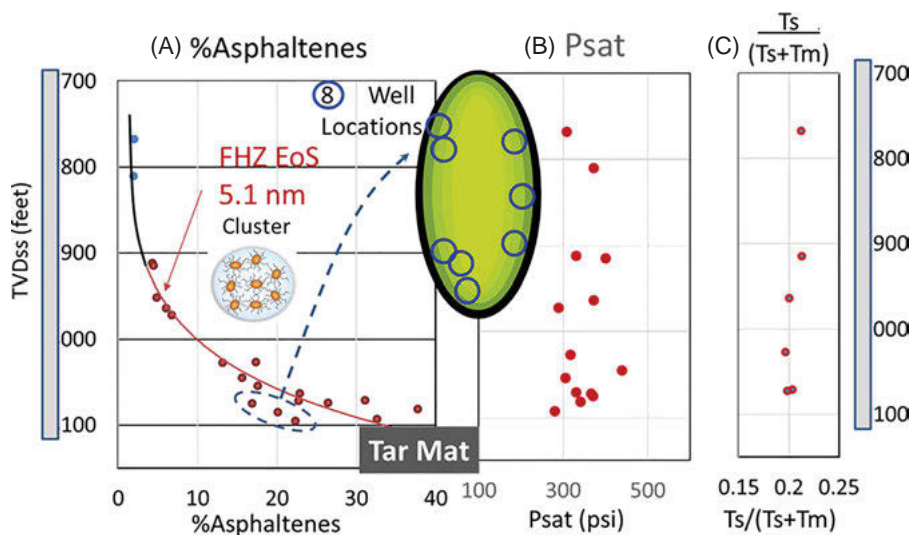 (A) %Asphaltenes
(B) Psat
(C) Ts
(Ts+Tm)
TVDss (feet)
700
800
900
000
100
8 Well
Locations
FHZ EoS
5.1 nm
Cluster
Tar Mat
0 10 20 30 40
%Asphaltenes
100 300 500
Psat (psi)
700
800
900
000
100
0.15 0.2 0.25
Ts/(Ts+Tm)